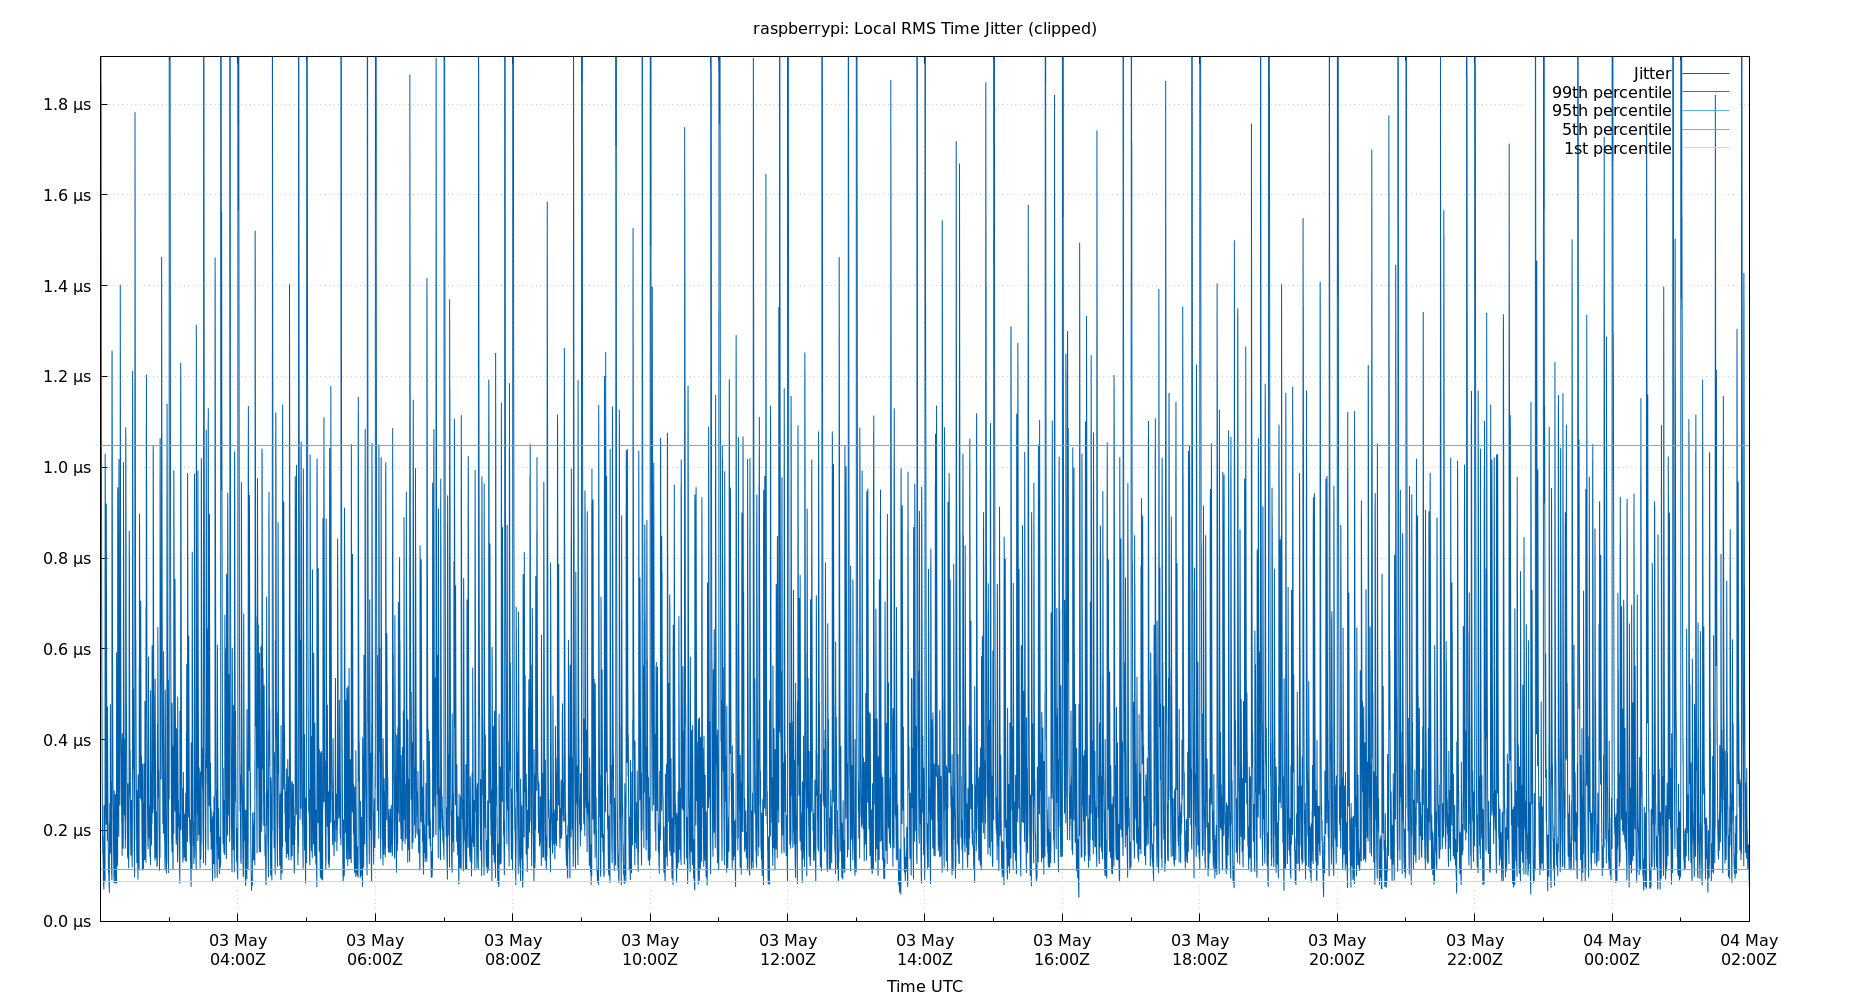 raspberrypi: Local RMS Time Jitter (clipped)
Jitter
99th percentile
95th percentile
5th percentile
1st percentile
1.8 µs
1.6 µs
1.4 µs
1.2 µs
1.0 µs
0.8 µs
0.6 µs
0.4 µs
0.2 µs
0.0 µs
03 May 03 May 03 May 03 May 03 May 03 May 03 May 03 May 03 May 03 May 04 May 04 May
04:00Z 06:00Z 08:00Z 10:00Z 12:00Z 14:00Z 16:00Z 18:00Z 20:00Z 22:00Z 00:00Z 02:00Z
Time UTC